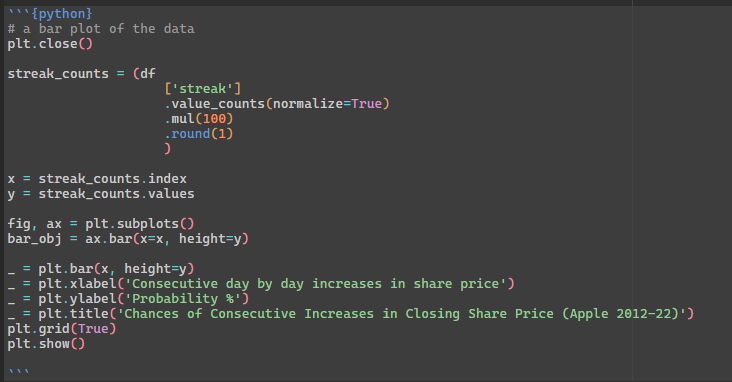 ```{python}
# a bar plot of the data
plt.close()
streak_counts = (df
['streak']
.value_counts(normalize=True)
.mul(100)
.round(1)
)
x = streak_counts.index
y = streak_counts.values
fig, ax = plt.subplots()
bar_obj = ax.bar(x=x, height=y)
_ = plt.bar(x, height=y)
_ = plt.xlabel('Consecutive day by day increases in share price')
_ = plt.ylabel('Probability %')
_ = plt.title('Chances of Consecutive Increases in Closing Share Price (Apple 2012-22)')
plt.grid(True)
plt.show()
```